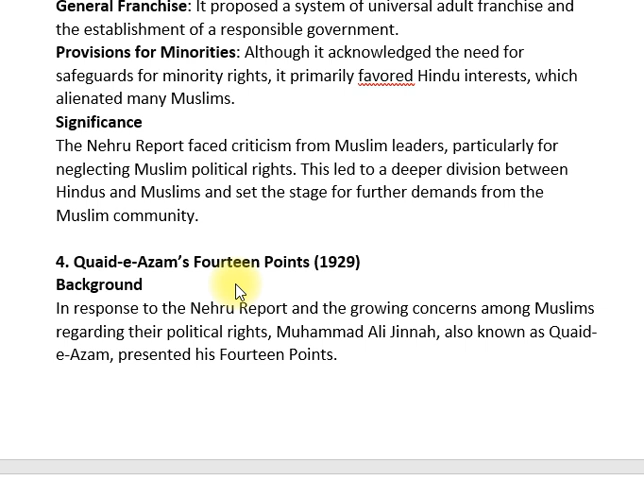 General Franchise: It proposed a system of universal adult franchise and
the establishment of a responsible government.
Provisions for Minorities: Although it acknowledged the need for
safeguards for minority rights, it primarily favored Hindu interests, which
alienated many Muslims.
Significance
The Nehru Report faced criticism from Muslim leaders, particularly for
neglecting Muslim political rights. This led to a deeper division between
Hindus and Muslims and set the stage for further demands from the
Muslim community.
4. Quaid-e-Azam’s Fourteen Points (1929)
Background
In response to the Nehru Report and the growing concerns among Muslims
regarding their political rights, Muhammad Ali Jinnah, also known as Quaid-
e-Azam, presented his Fourteen Points.